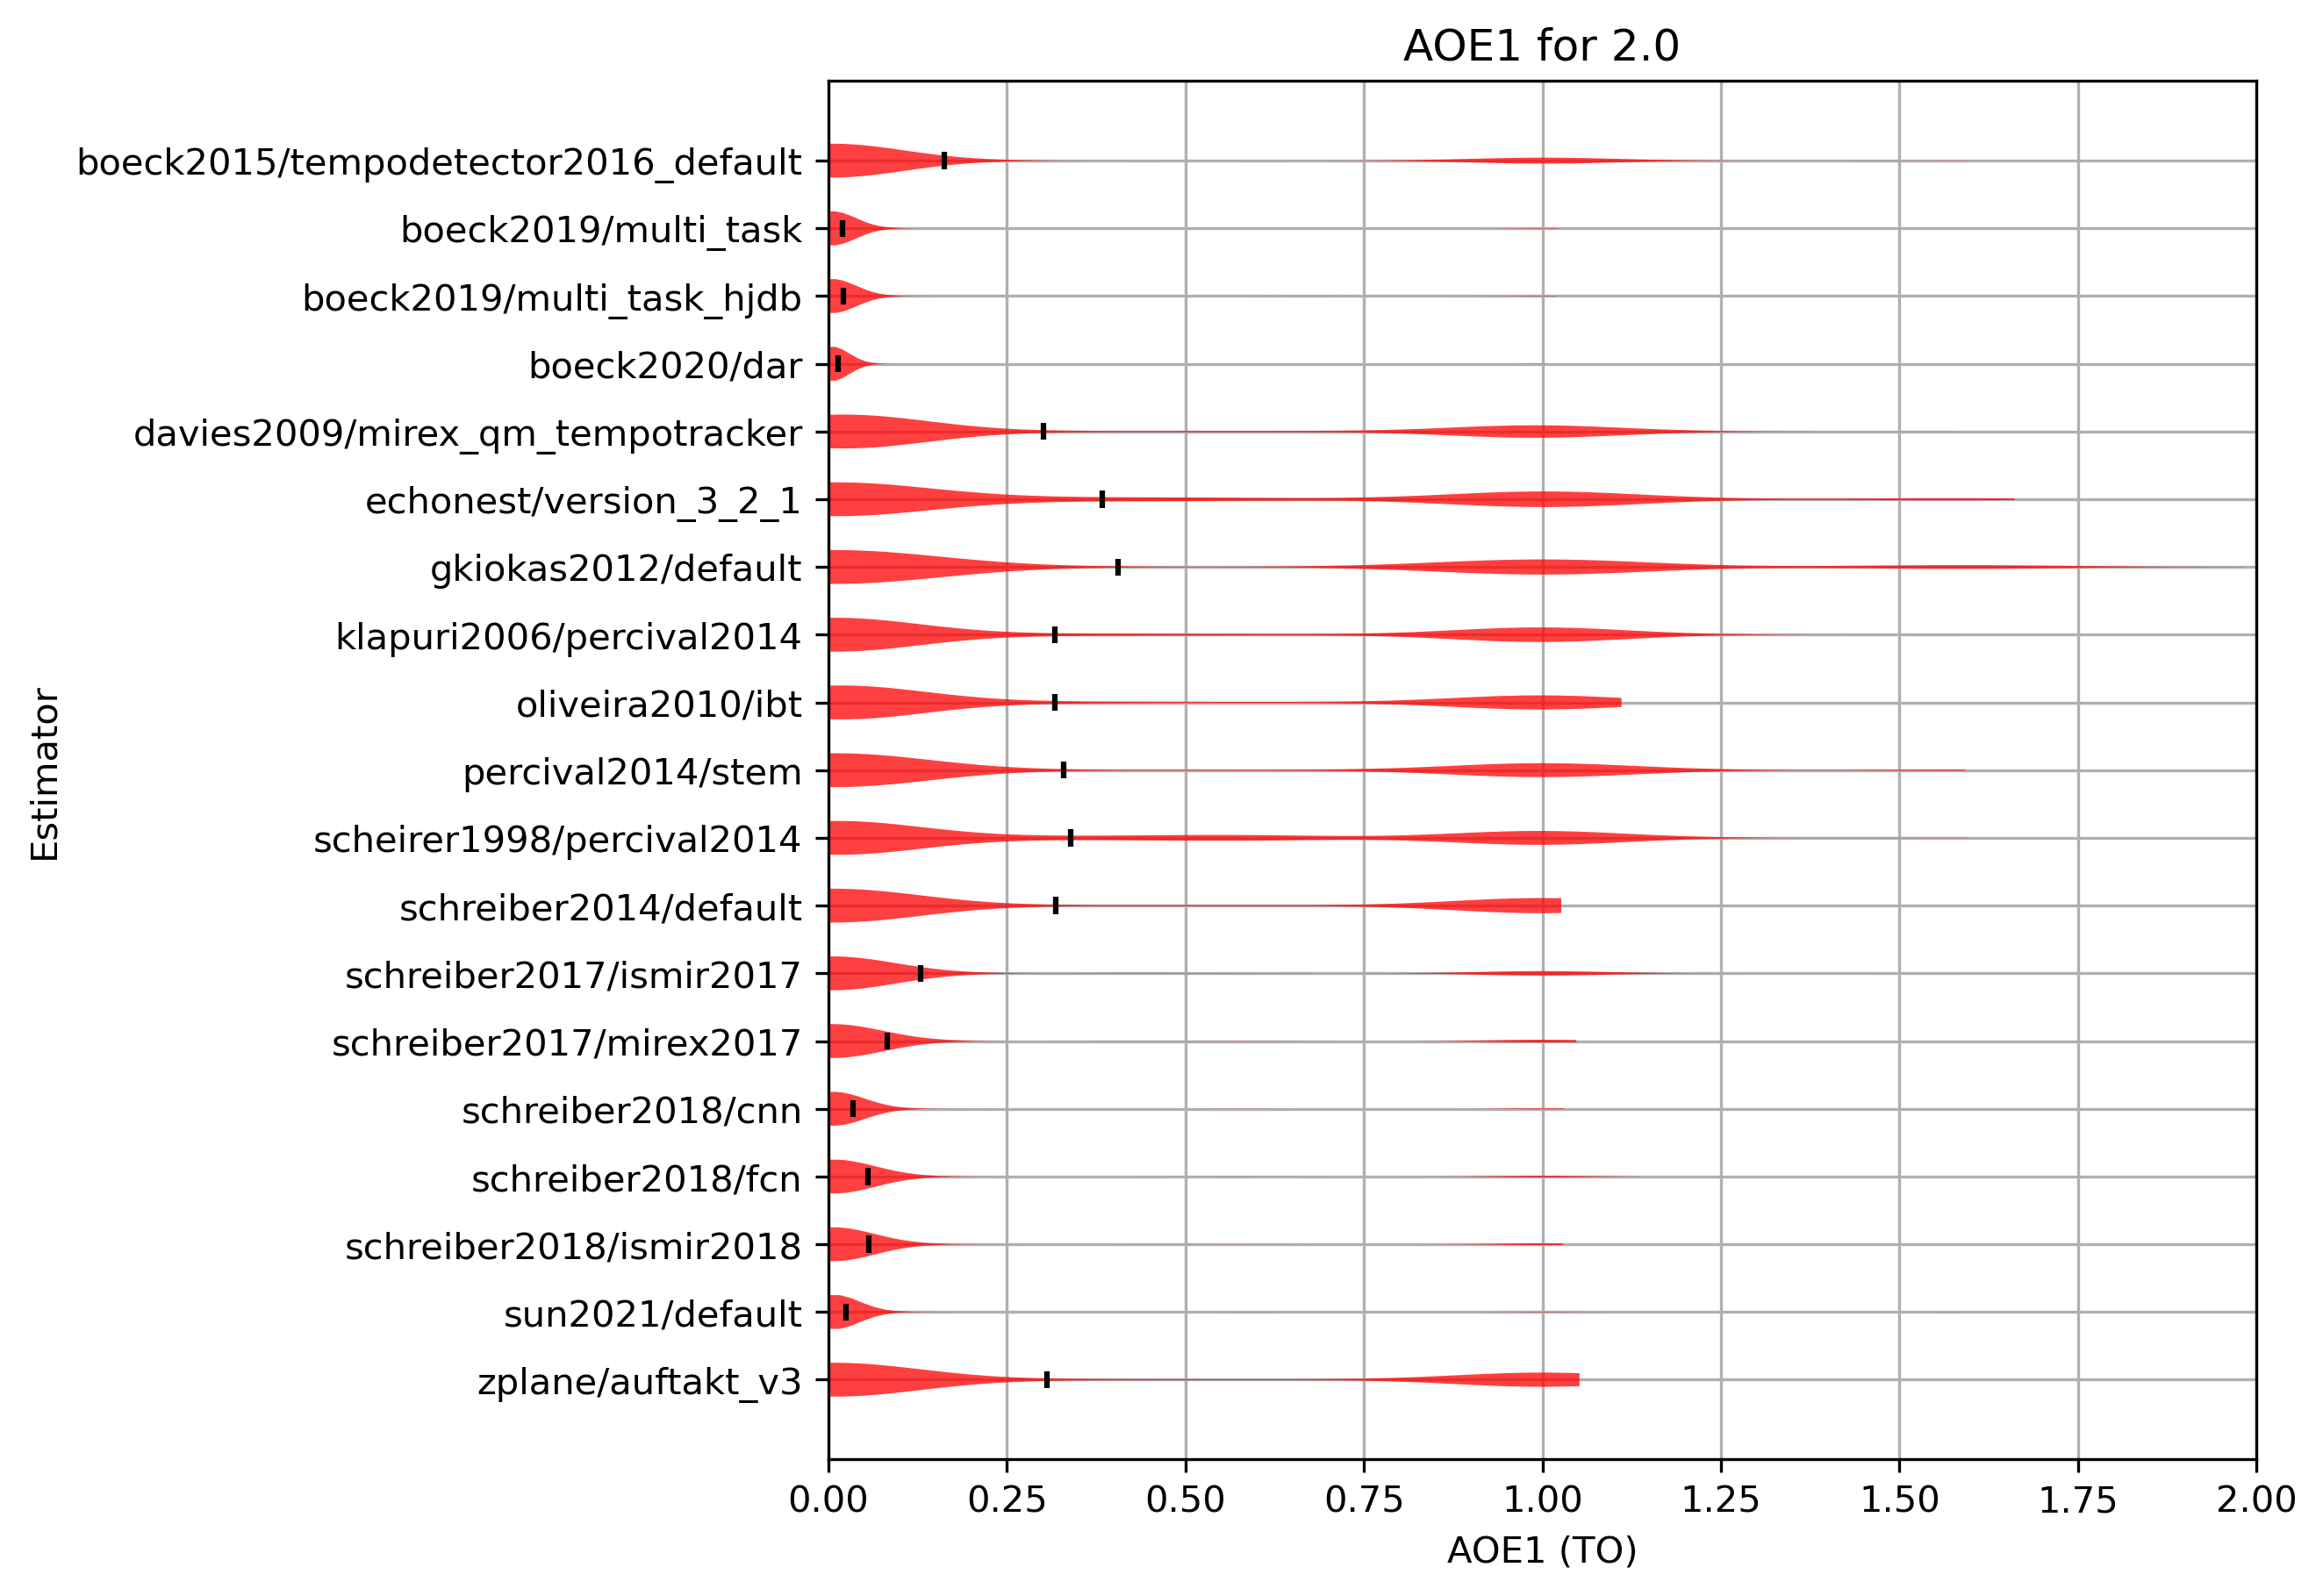 AOE1 for 2.0
boeck2015/tempodetector2016_default
boeck2019/multi_task
boeck2019/multi_task_hjdb
boeck2020/dar
davies2009/mirex_qm_tempotracker
echonest/version_3_2_1
gkiokas2012/default
klapuri2006/percival2014
oliveira2010/ibt
percival2014/stem
scheirer1998/percival2014
schreiber2014/default
schreiber2017/ismir2017
schreiber2017/mirex2017
schreiber2018/cnn
schreiber2018/fcn
schreiber2018/ismir2018
sun2021/default
zplane/auftakt_v3
Estimator
0.00 0.25 0.50 0.75 1.00 1.25 1.50 1.75 2.00
AOE1 (TO)